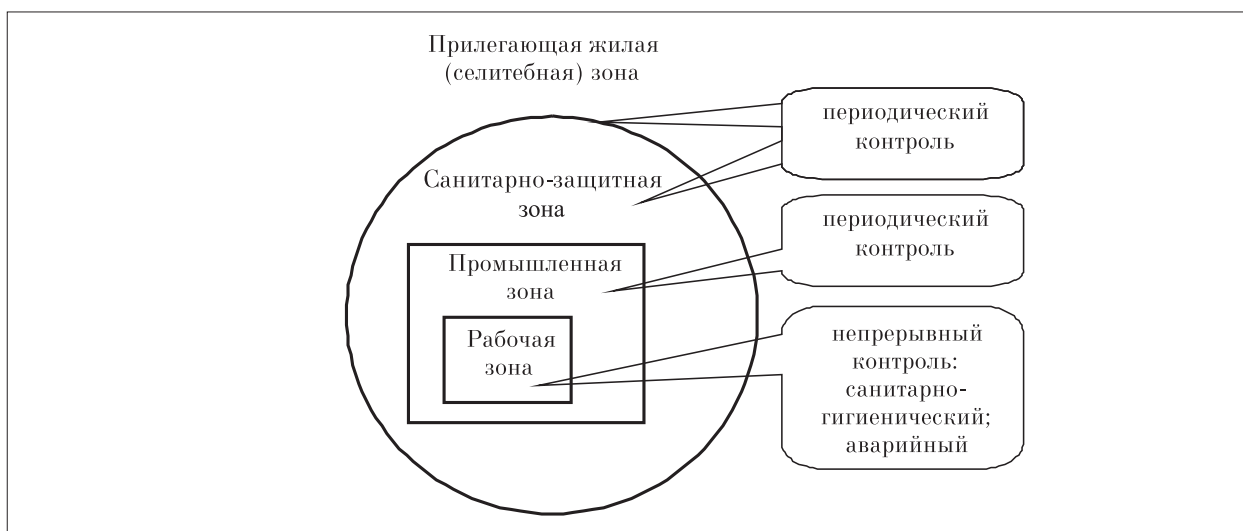 Прилегающая жилая
(селитебная) зона
периодический
контроль
Санитарно-защитная
зона
периодический
контроль
Промышленная
зона
Рабочая
зона
непрерывный
контроль:
санитарно-
гигиенический;
аварийный